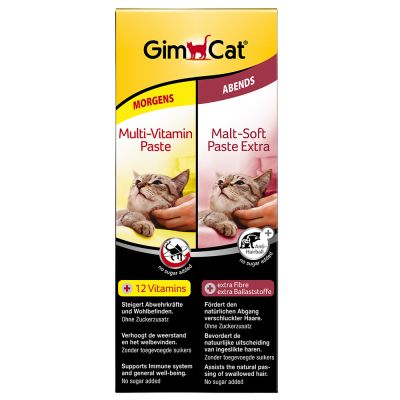 GimCat®
MORGENS
ABENDS
Multi-Vitamin
Paste
Malt-Soft
Paste Extra
no sugar added
Anti-
Hairball
no sugar added
12 Vitamins
extra Fibre
extra Ballaststoffe
Steigert Abwehrkräfte
und Wohlbefinden.
Ohne Zuckerzusatz
Verhoogt de weerstand
en het welbevinden.
Zonder toegevoegde suikers
Supports Immune system
and general well-being.
No sugar added
Fördert den
natürlichen Abgang
verschluckter Haare.
Ohne Zuckerzusatz
Bevordert de
natuurlijke uitscheiding
van ingeslikte haren.
Zonder toegevoegde suikers
Assists the natural pas-
sing of swallowed hair.
No sugar added